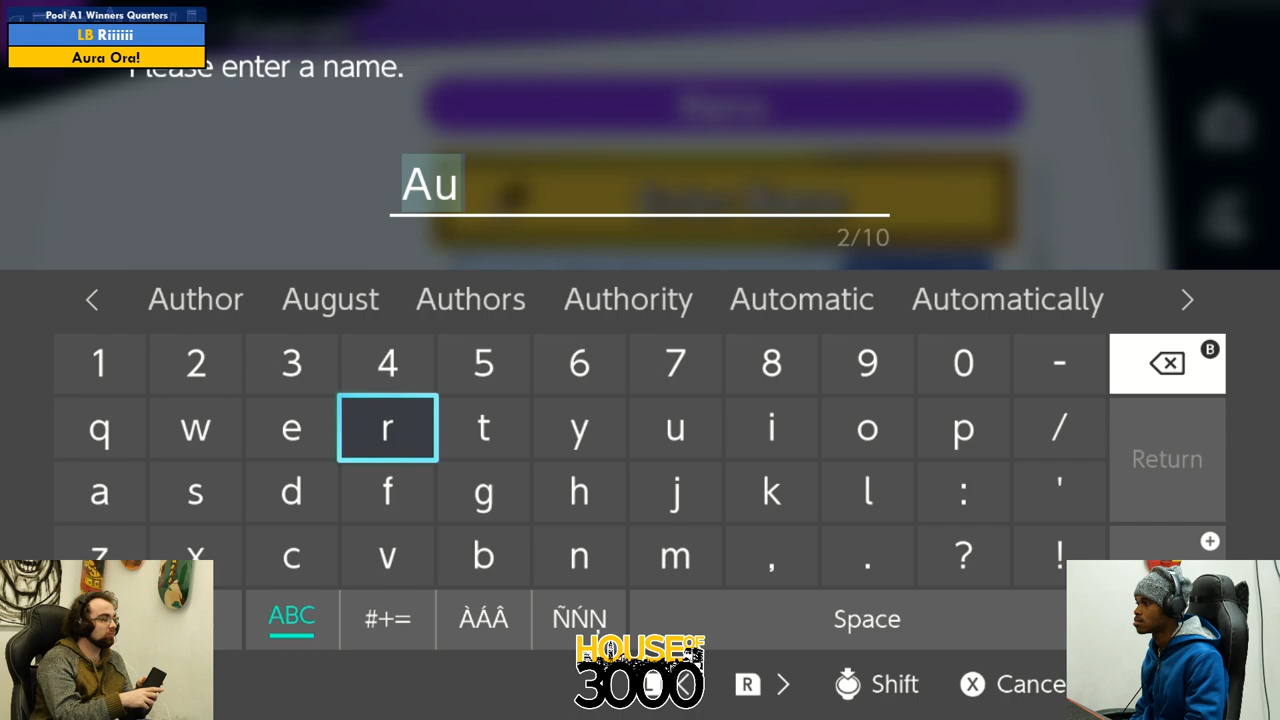 Pool A1 Winners Quarters
LB Riiiiii
Aura Ora!
Please enter a name.
Au
2/10
Author August Authors Authority Automatic Automatically
1 2 3 4 5 6 7 8 9 0 -
B
q w e r t y u i o p /
Return
a s d f g h j k l : '
z x c v b n m , . ? !
ABC #+= ÀÁÂ ÑŃŅ Space
HOUSE OF
3000
L R Shift X Cance